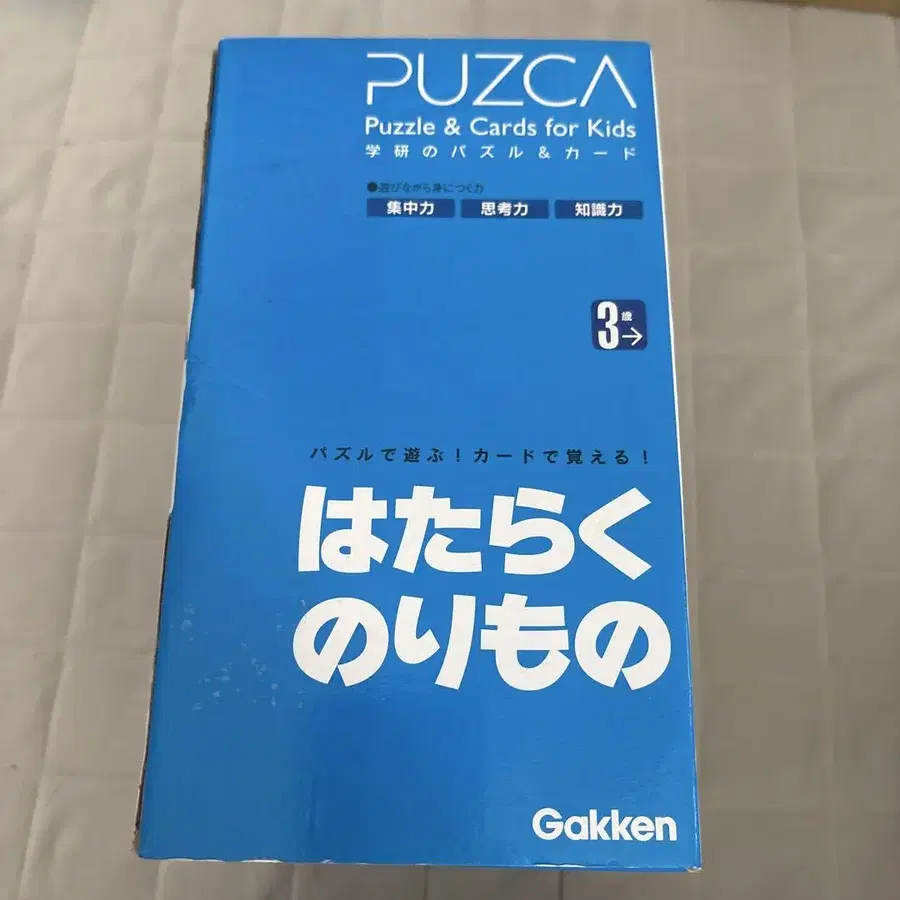 PUZCA
Puzzle & Cards for Kids
学研のパズル&カード
●遊びながら身につく力
集中力 思考力 知識力
3歳→
パズルで遊ぶ!カードで覚える!
はたらく
のりもの
Gakken